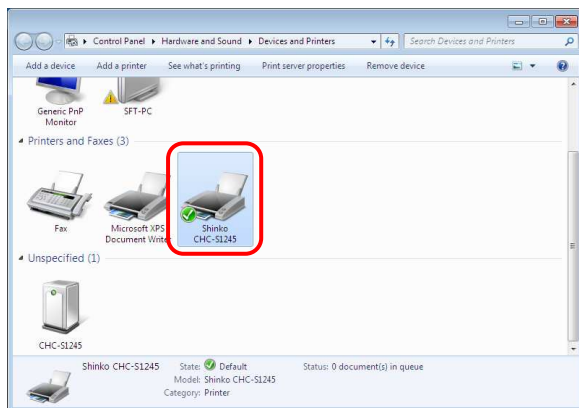 Control Panel ▸ Hardware and Sound ▸ Devices and Printers
Search Devices and Printers
Add a device Add a printer See what's printing Print server properties Remove device
Generic PnP Monitor
SFT-PC
Printers and Faxes (3)
Fax
Microsoft XPS Document Writer
Shinko CHC-S1245
Unspecified (1)
CHC-S1245
Shinko CHC-S1245 State: Default Status: 0 document(s) in queue
Model: Shinko CHC-S1245
Category: Printer